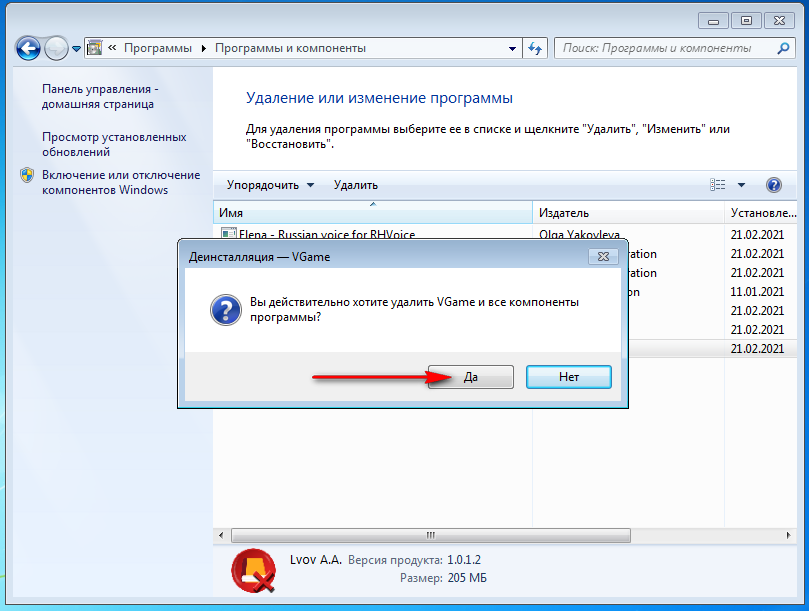 « Программы Программы и компоненты
Поиск: Программы и компоненты
Панель управления -
домашняя страница
Просмотр установленных
обновлений
Включение или отключение
компонентов Windows
Удаление или изменение программы
Для удаления программы выберите ее в списке и щелкните "Удалить", "Изменить" или
"Восстановить".
Упорядочить Удалить
Имя Издатель Установле...
Elena - Russian voice for RHVoice Olga Yakovleva 21.02.2021
ration 21.02.2021
ration 21.02.2021
on 11.01.2021
21.02.2021
21.02.2021
21.02.2021
Деинсталляция — VGame
Вы действительно хотите удалить VGame и все компоненты
программы?
Да Нет
Lvov A.A. Версия продукта: 1.0.1.2
Размер: 205 МБ